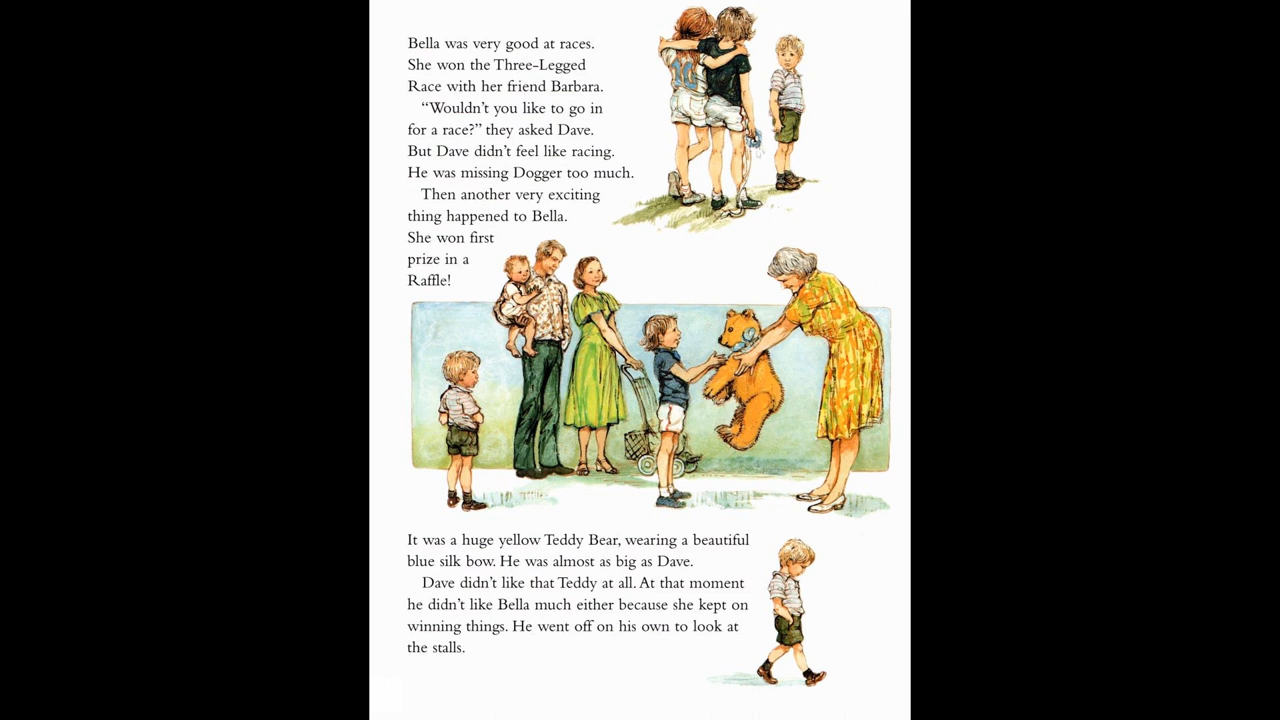 Bella was very good at races.
She won the Three-Legged
Race with her friend Barbara.
“Wouldn’t you like to go in
for a race?” they asked Dave.
But Dave didn’t feel like racing.
He was missing Dogger too much.
Then another very exciting
thing happened to Bella.
She won first
prize in a
Raffle!
It was a huge yellow Teddy Bear, wearing a beautiful
blue silk bow. He was almost as big as Dave.
Dave didn’t like that Teddy at all. At that moment
he didn’t like Bella much either because she kept on
winning things. He went off on his own to look at
the stalls.